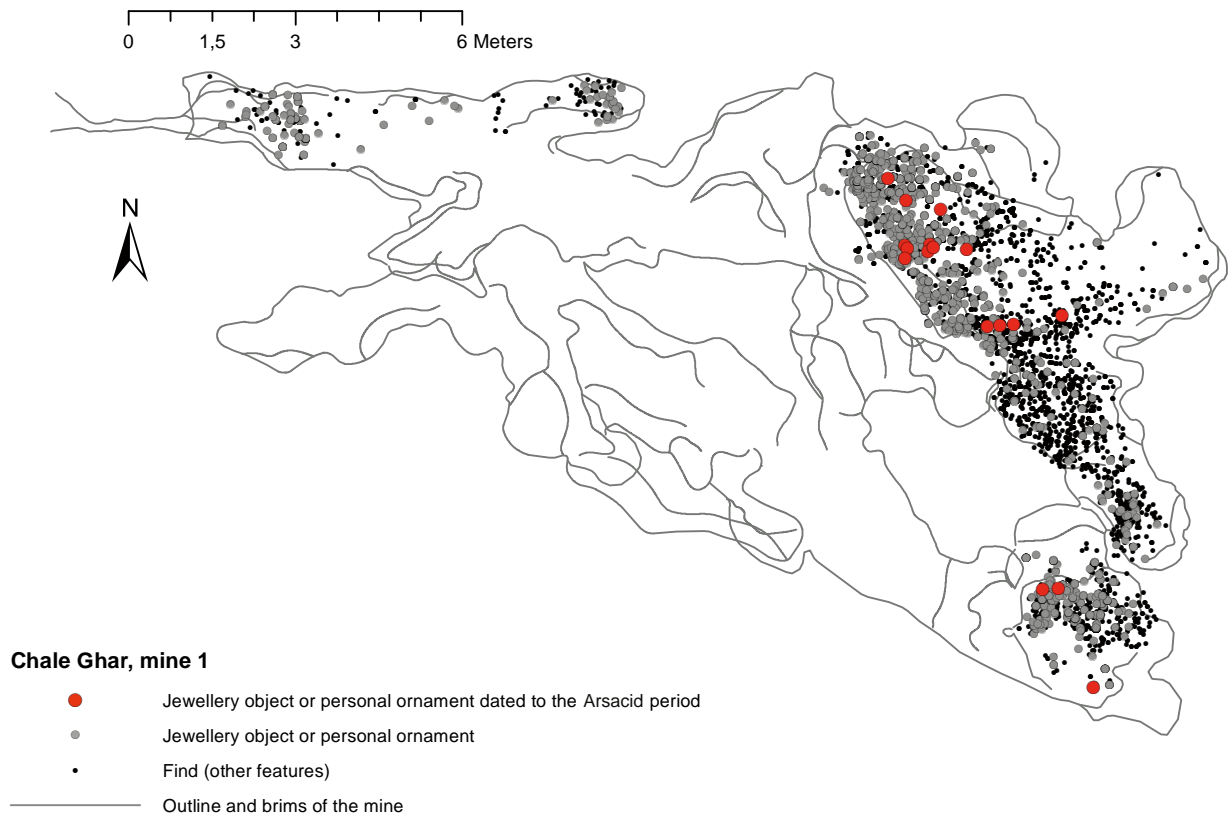 0 1,5 3 6 Meters
N
Chale Ghar, mine 1
Jewellery object or personal ornament dated to the Arsacid period
Jewellery object or personal ornament
Find (other features)
Outline and brims of the mine